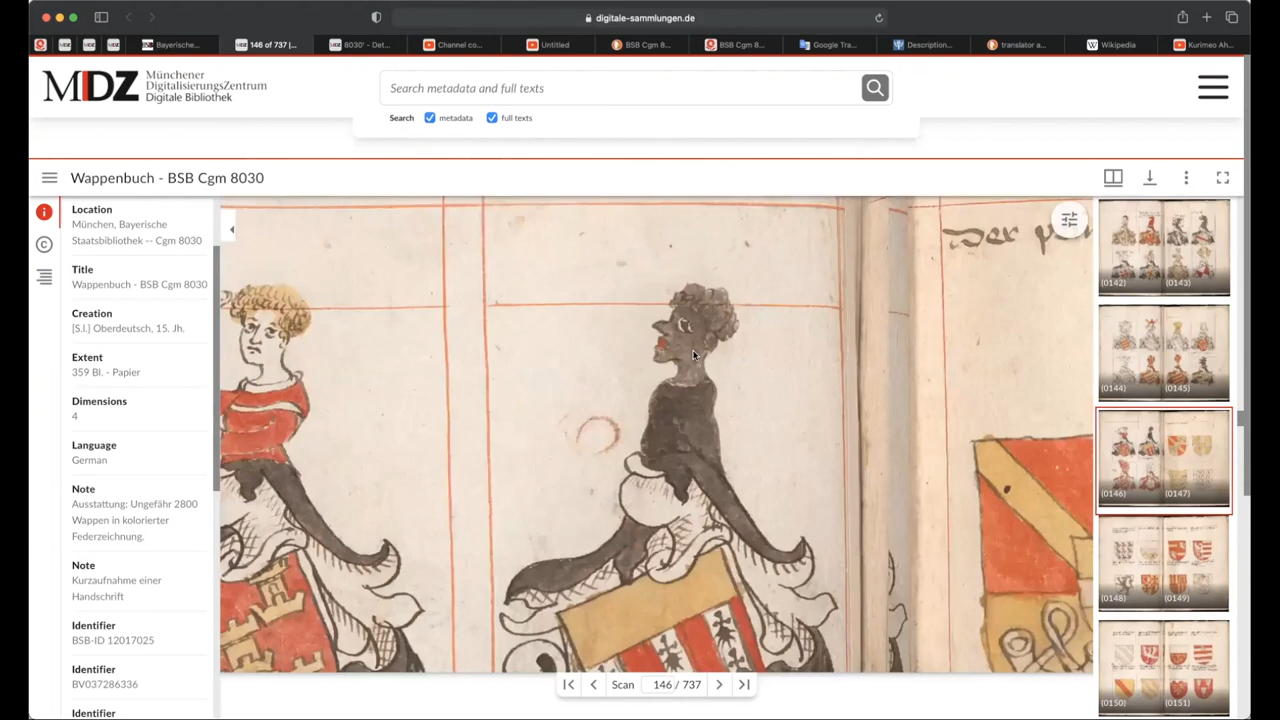 digitale-sammlungen.de
Bayerische...
146 of 737 |...
8030' - Det...
Channel co...
Untitled
BSB Cgm 8...
BSB Cgm 8...
Google Tra...
Description...
translator a...
Wikipedia
Kurimeo Ah...
MDZ
Münchener
DigitalisierungsZentrum
Digitale Bibliothek
Search metadata and full texts
Search metadata full texts
Wappenbuch - BSB Cgm 8030
Location
München, Bayerische
Staatsbibliothek -- Cgm 8030
Title
Wappenbuch - BSB Cgm 8030
Creation
[S.l.] Oberdeutsch, 15. Jh.
Extent
359 Bl. - Papier
Dimensions
4
Language
German
Note
Ausstattung: Ungefähr 2800
Wappen in kolorierter
Federzeichnung.
Note
Kurzaufnahme einer
Handschrift
Identifier
BSB-ID 12017025
Identifier
BV037286336
Identifier
Der
(0142) (0143)
(0144) (0145)
(0146) (0147)
(0148) (0149)
(0150) (0151)
Scan 146 / 737